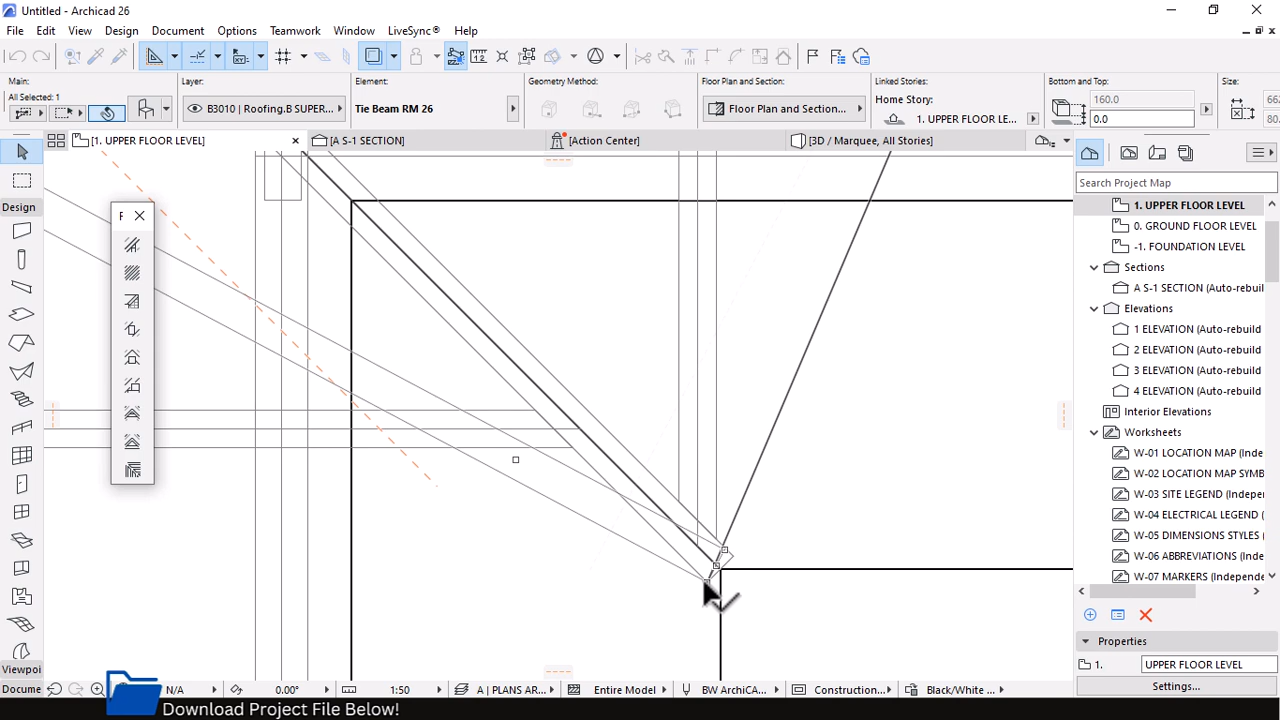 Untitled - Archicad 26
File Edit View Design Document Options Teamwork Window LiveSync® Help
Main: Layer: Element: Geometry Method: Floor Plan and Section: Linked Stories: Bottom and Top: Size:
All Selected: 1 B3010 | Roofing.B SUPER... Tie Beam RM 26 Floor Plan and Section... Home Story: 160.0
1. UPPER FLOOR LE... 0.0
[1. UPPER FLOOR LEVEL] [A S-1 SECTION] [Action Center] [3D / Marquee, All Stories]
Search Project Map
Design
1. UPPER FLOOR LEVEL
0. GROUND FLOOR LEVEL
-1. FOUNDATION LEVEL
Sections
A S-1 SECTION (Auto-rebuil
Elevations
1 ELEVATION (Auto-rebuild
2 ELEVATION (Auto-rebuild
3 ELEVATION (Auto-rebuild
4 ELEVATION (Auto-rebuild
Interior Elevations
Worksheets
W-01 LOCATION MAP (Inde
W-02 LOCATION MAP SYMB
W-03 SITE LEGEND (Indepen
W-04 ELECTRICAL LEGEND (
W-05 DIMENSIONS STYLES (
W-06 ABBREVIATIONS (Indep
W-07 MARKERS (Independe
Properties
1. UPPER FLOOR LEVEL
Settings...
Viewpoi
Docume N/A 0.00° 1:50 A | PLANS AR... Entire Model BW ArchiCA... Construction... Black/White ...
Download Project File Below!